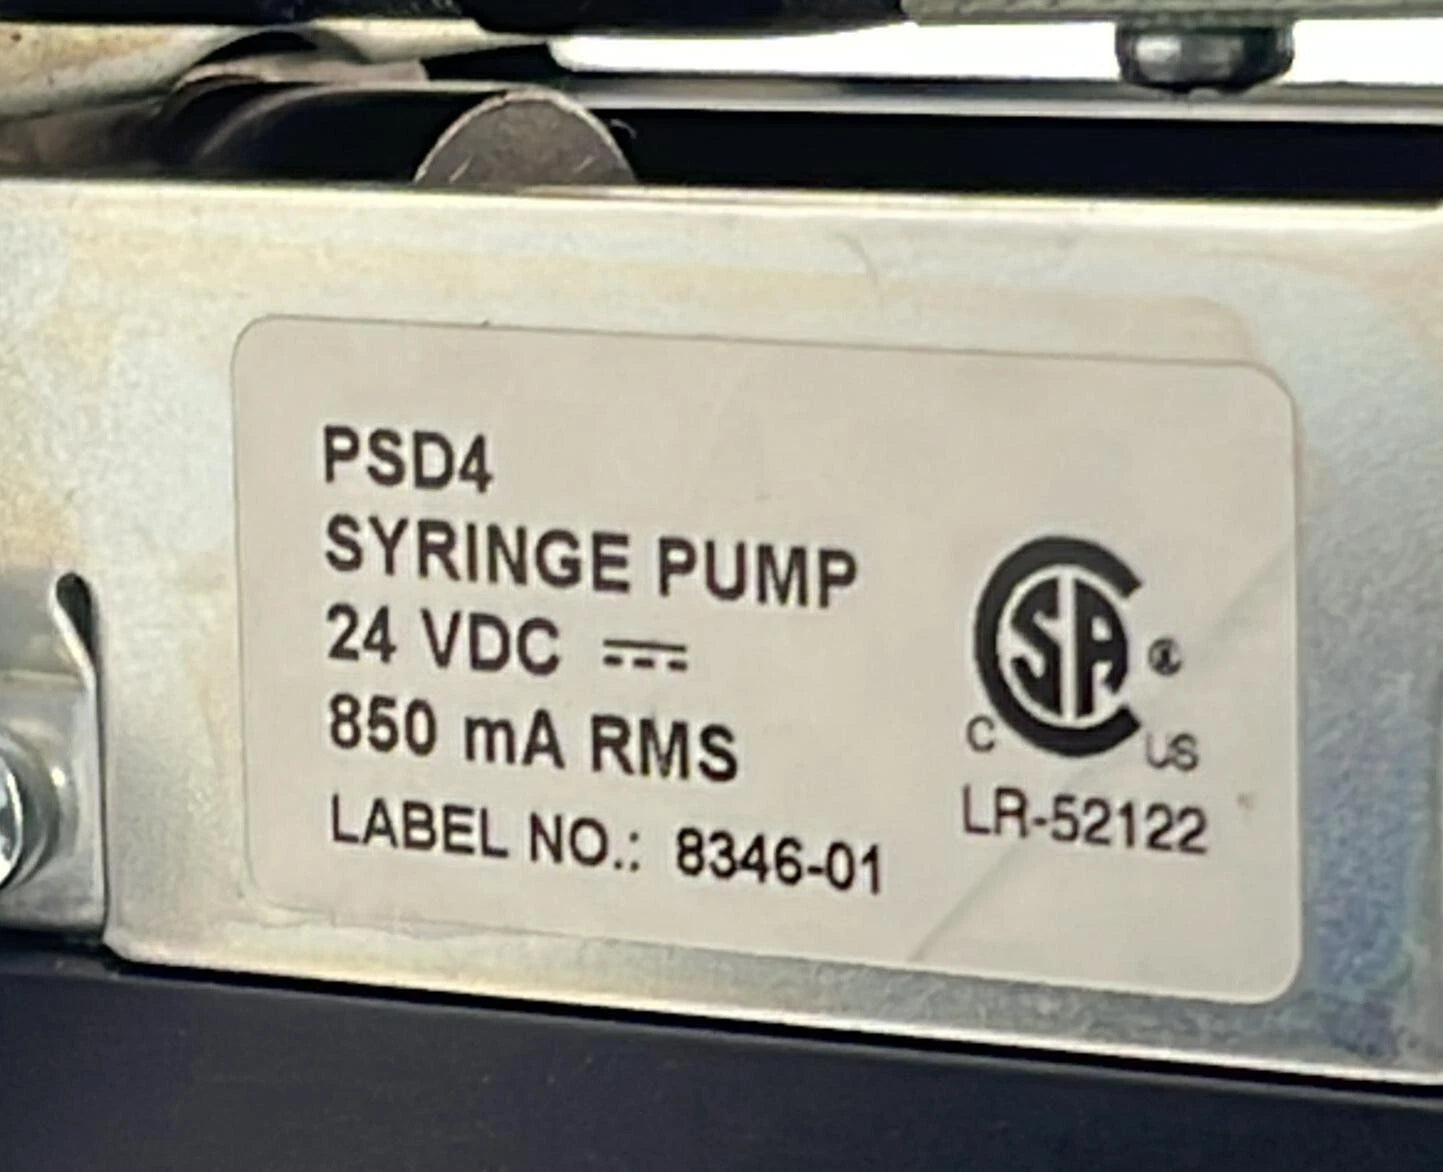 PSD4
SYRINGE PUMP
24 VDC
850 mA RMS
LABEL NO.: 8346-01
SA ®
C US
LR-52122